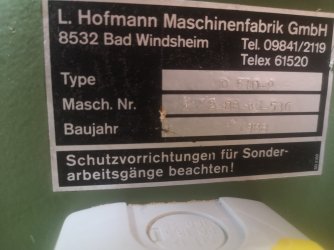 L. Hofmann Maschinenfabrik GmbH
8532 Bad Windsheim Tel. 09841/2119
Telex 61520
Type
Masch. Nr.
Baujahr
Schutzvorrichtungen für Sonder-
arbeitsgänge beachten!